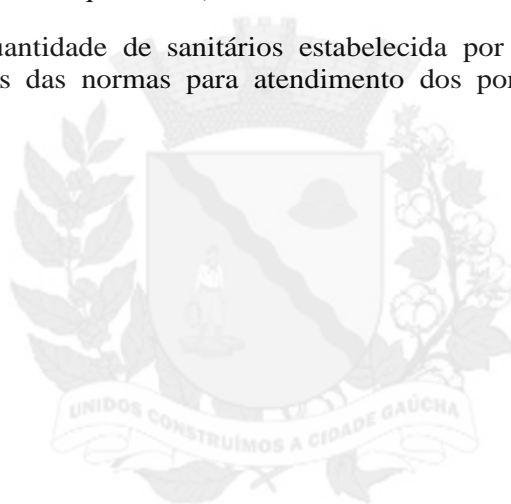 uantidade de sanitários estabelecida por
s das normas para atendimento dos por
UNIDOS CONSTRUÍMOS A CIDADE GAÚCHA